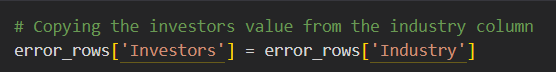 # Copying the investors value from the industry column
error_rows['Investors'] = error_rows['Industry']